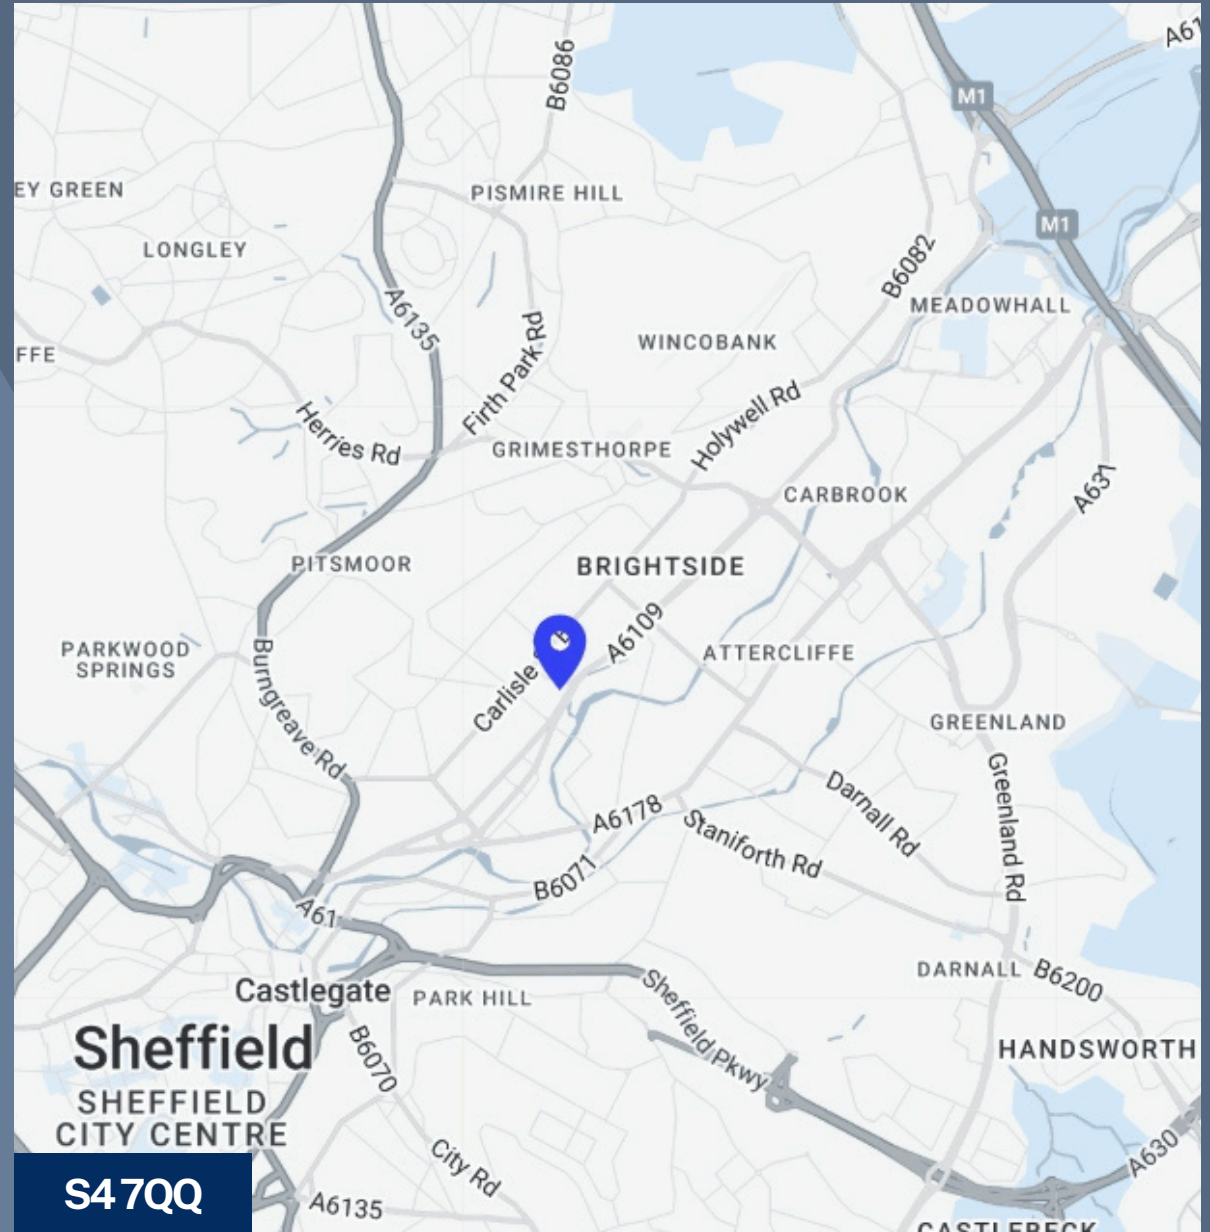 B6086
A61
M1
EY GREEN
PISMIRE HILL
M1
LONGLEY
B6082
A6135
MEADOWHALL
Firth Park Rd
WINCOBANK
FFE
Holywell Rd
Herries Rd
GRIMESTHORPE
CARBROOK
A631
PITSMOOR
BRIGHTSIDE
A6109
PARKWOOD
SPRINGS
Burngreave Rd
Carlisle
ATTERCLIFFE
GREENLAND
Greenland Rd
Darnall Rd
A6178
Staniforth Rd
B6071
A61
DARNALL
B6200
Castlegate
PARK HILL
Sheffield Pkwy
Sheffield
B6070
HANDSWORTH
SHEFFIELD
CITY CENTRE
City Rd
A630
S4 7QQ
A6135